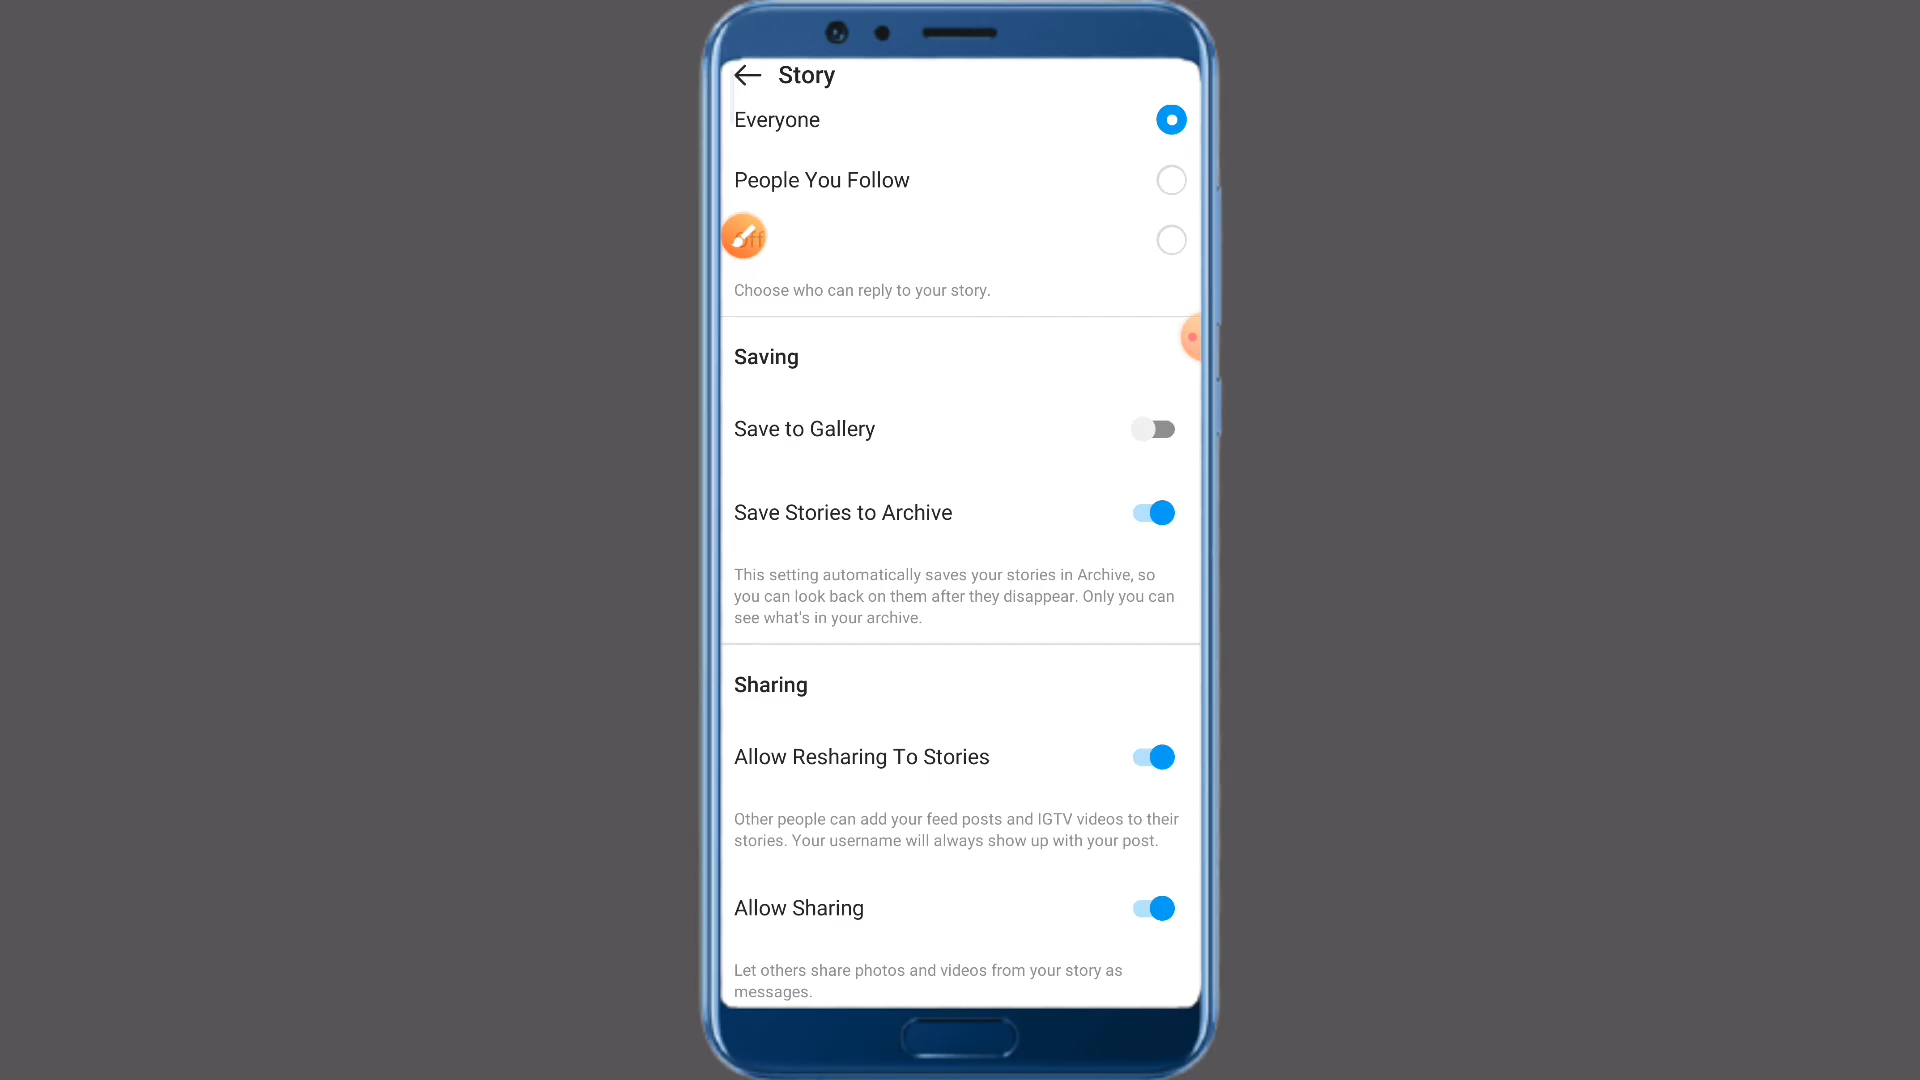 Story
Everyone
People You Follow
Off
Choose who can reply to your story.
Saving
Save to Gallery
Save Stories to Archive
This setting automatically saves your stories in Archive, so
you can look back on them after they disappear. Only you can
see what's in your archive.
Sharing
Allow Resharing To Stories
Other people can add your feed posts and IGTV videos to their
stories. Your username will always show up with your post.
Allow Sharing
Let others share photos and videos from your story as
messages.